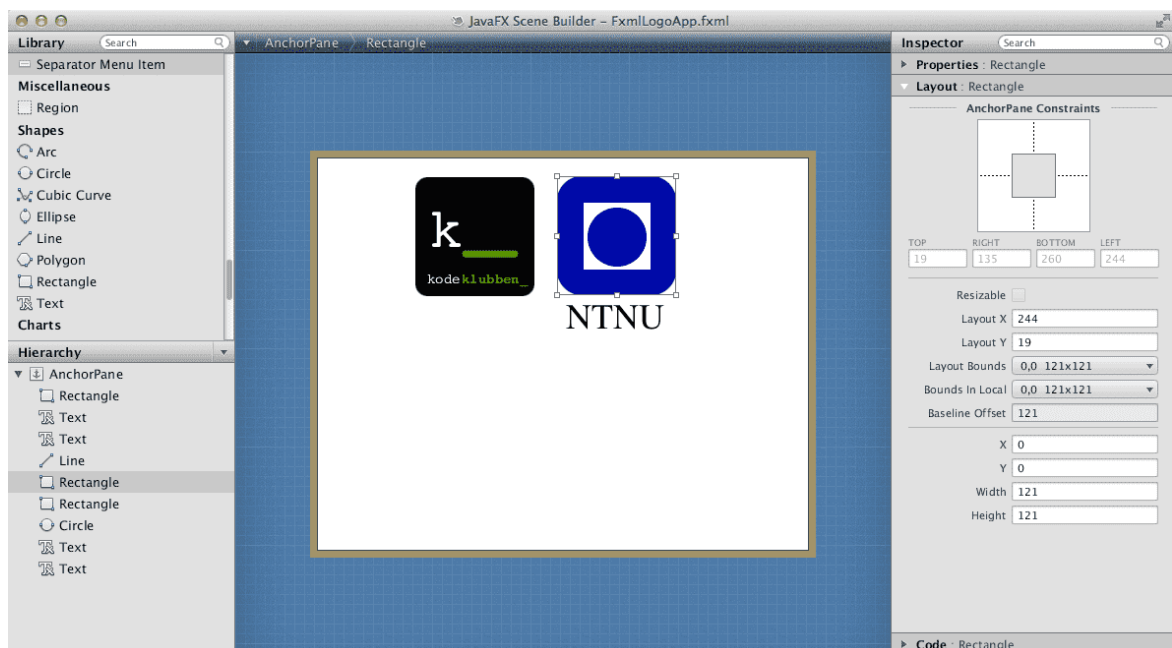 JavaFX Scene Builder – FxmlLogoApp.fxml
Library Search
Separator Menu Item
Miscellaneous
Region
Shapes
Arc
Circle
Cubic Curve
Ellipse
Line
Polygon
Rectangle
Text
Charts
Hierarchy
AnchorPane
Rectangle
Text
Text
Line
Rectangle
Rectangle
Circle
Text
Text
AnchorPane Rectangle
k_
kodeklubben_
NTNU
Inspector Search
Properties : Rectangle
Layout : Rectangle
AnchorPane Constraints
TOP RIGHT BOTTOM LEFT
19 135 260 244
Resizable
Layout X 244
Layout Y 19
Layout Bounds 0,0 121x121
Bounds In Local 0,0 121x121
Baseline Offset 121
X 0
Y 0
Width 121
Height 121
Code : Rectangle